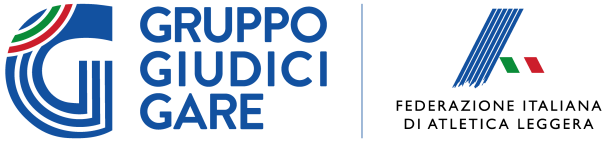 GRUPPO
GIUDICI
GARE
FEDERAZIONE ITALIANA
DI ATLETICA LEGGERA